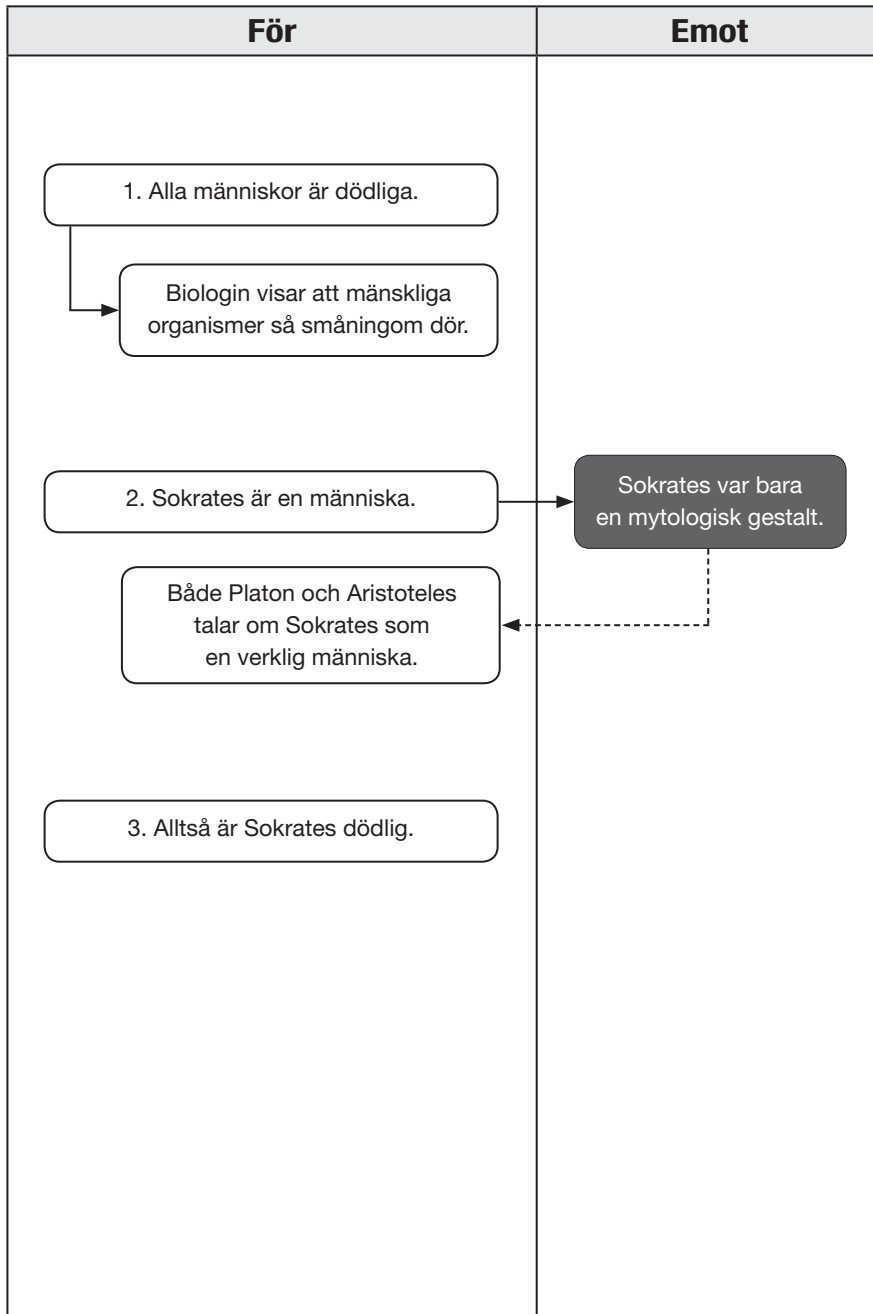 För
Emot
1. Alla människor är dödliga.
Biologin visar att mänskliga
organismer så småningom dör.
2. Sokrates är en människa.
Sokrates var bara
en mytologisk gestalt.
Både Platon och Aristoteles
talar om Sokrates som
en verklig människa.
3. Alltså är Sokrates dödlig.